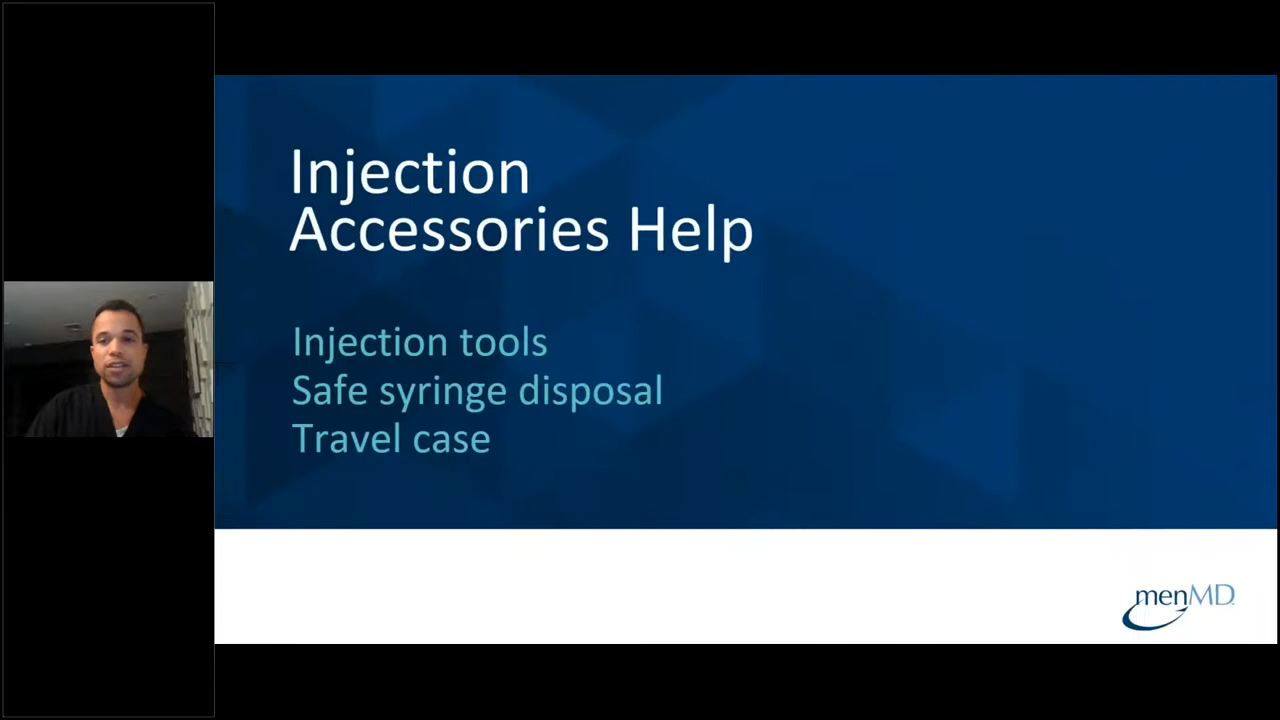 Injection
Accessories Help
Injection tools
Safe syringe disposal
Travel case
menMD